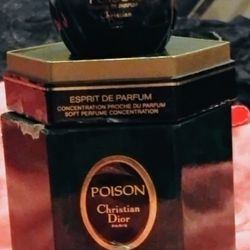 Christian
ESPRIT DE PARFUM
CONCENTRATION PROCHE DU PARFUM
SOFT PERFUME CONCENTRATION
POISON
Christian
Dior
PARIS